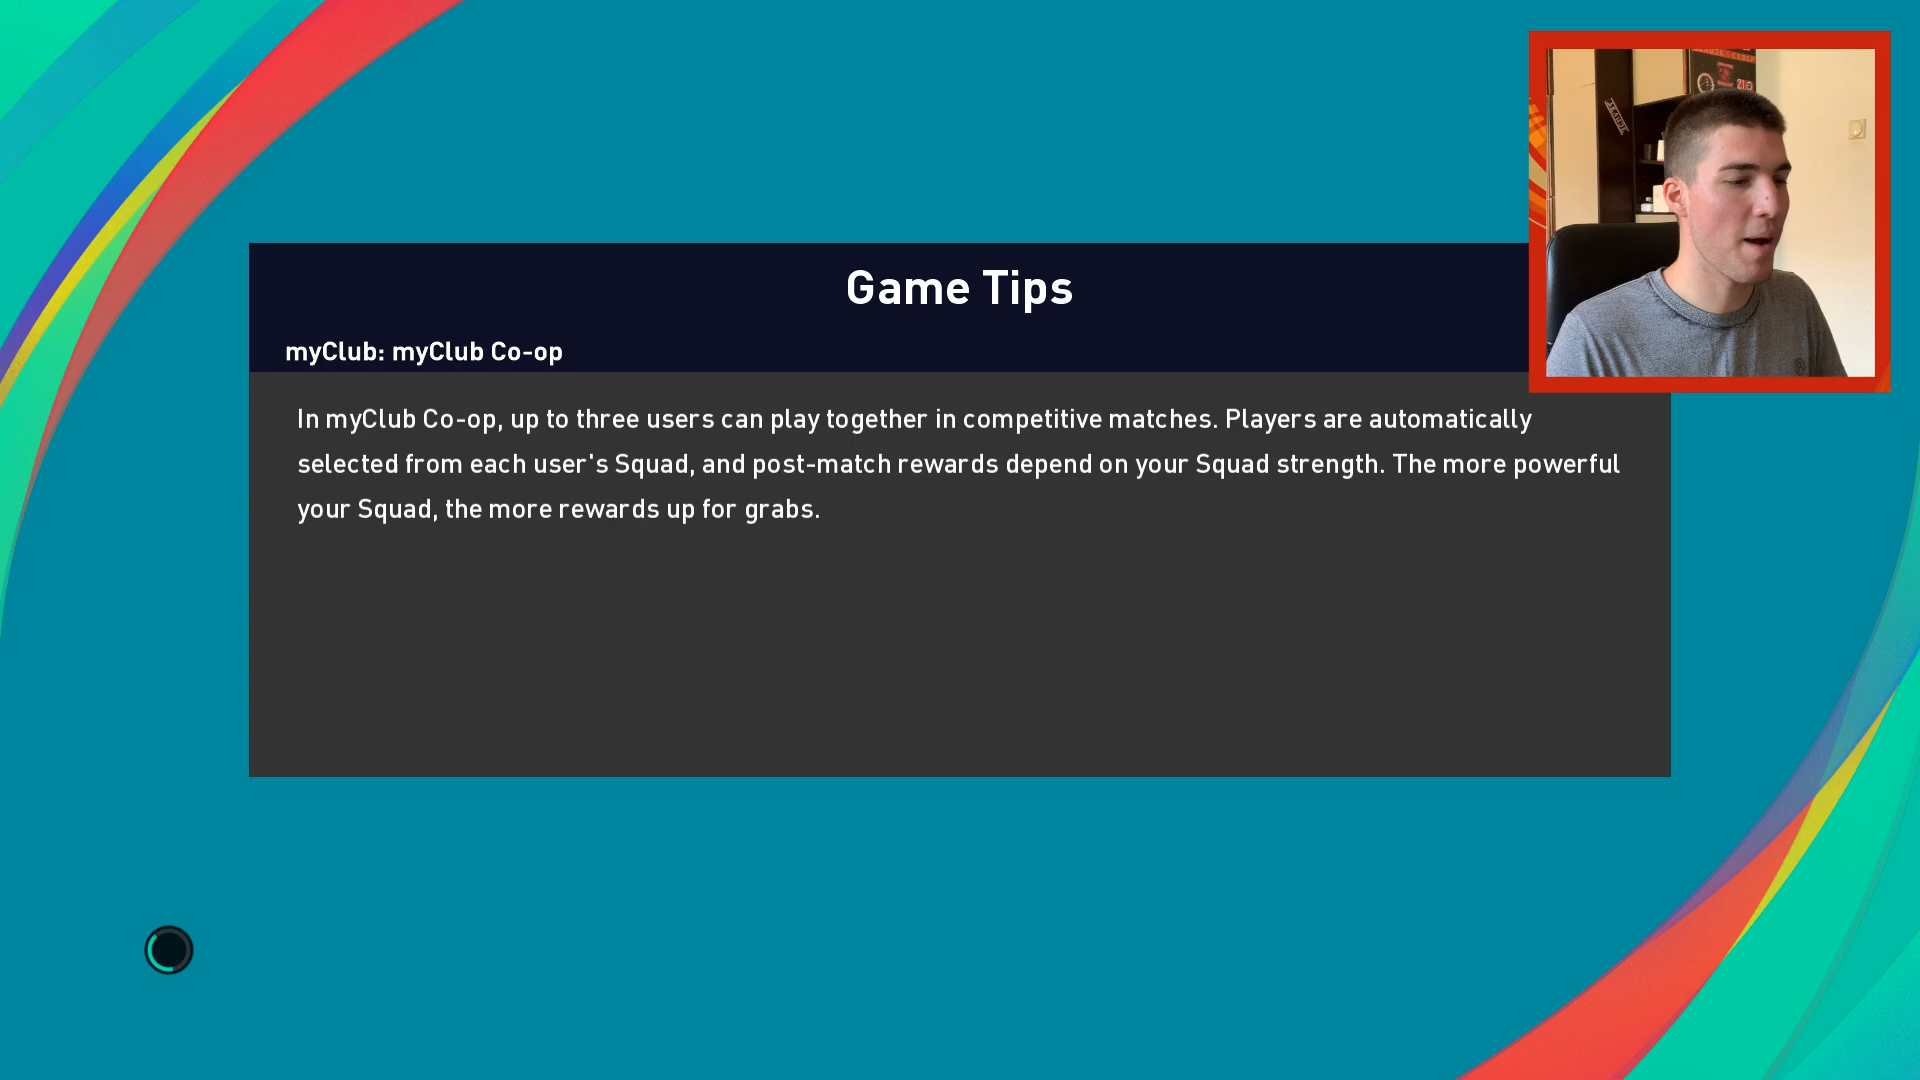 Game Tips
myClub: myClub Co-op
In myClub Co-op, up to three users can play together in competitive matches. Players are automatically
selected from each user's Squad, and post-match rewards depend on your Squad strength. The more powerful
your Squad, the more rewards up for grabs.